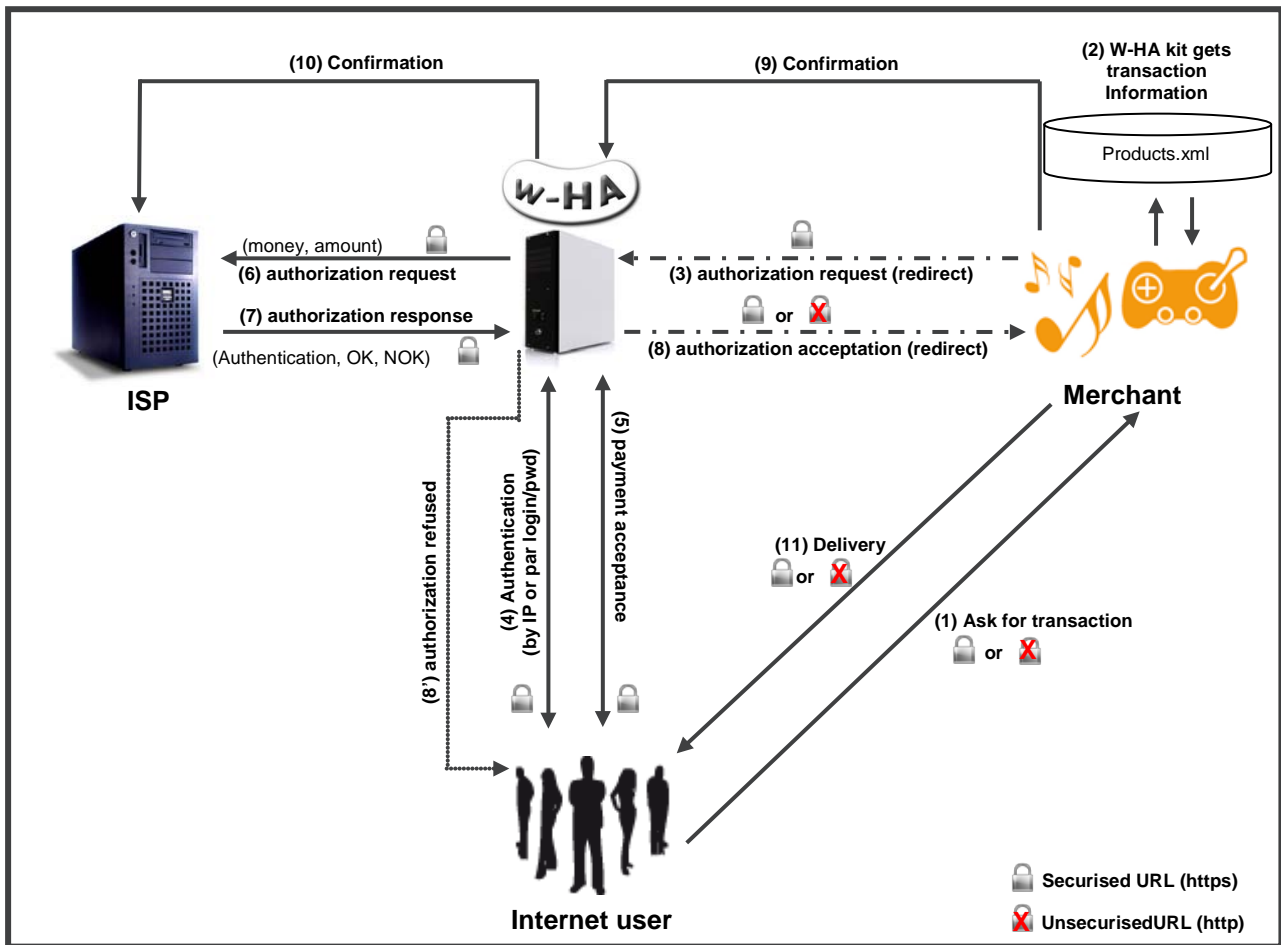 (10) Confirmation
(9) Confirmation
(2) W-HA kit gets
transaction
Information
Products.xml
W-HA
(money, amount)
(6) authorization request
(3) authorization request (redirect)
(7) authorization response
or
(Authentication, OK, NOK)
(8) authorization acceptation (redirect)
ISP
Merchant
(8') authorization refused
(4) Authentication
(by IP or par login/pwd)
(5) payment acceptance
(11) Delivery
or
(1) Ask for transaction
or
Internet user
Securised URL (https)
UnsecurisedURL (http)